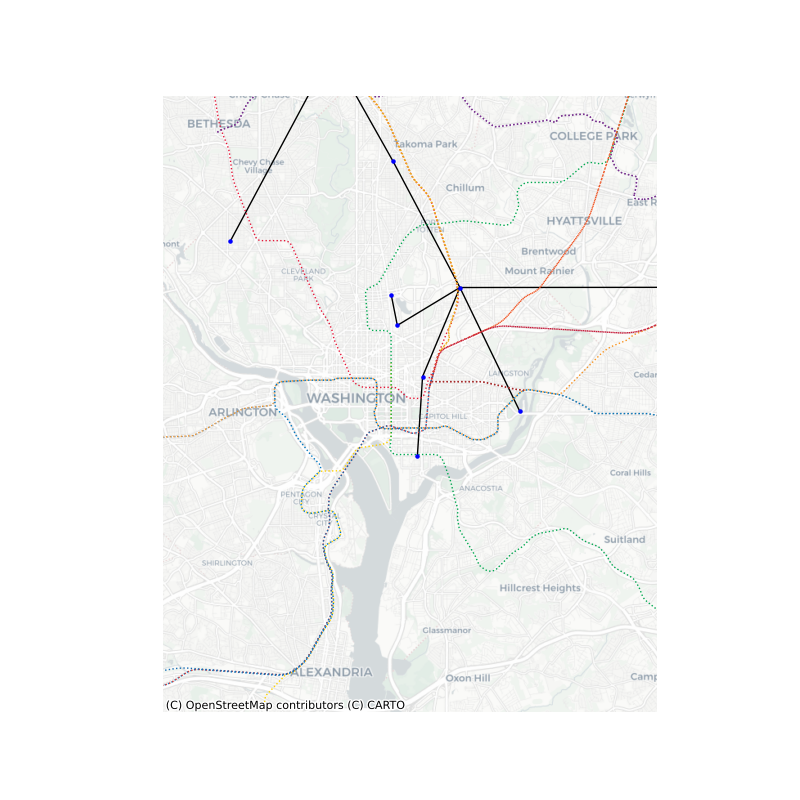 BETHESDA
Takoma Park
COLLEGE PARK
Chevy Chase
Village
Chillum
East R
HYATTSVILLE
Brentwood
Mount Rainier
CLEVELAND
PARK
LANGSTON
Cedar
WASHINGTON
ARLINGTON
CAPITOL HILL
Coral Hills
ANACOSTIA
PENTAGON
CITY
CRYSTAL
CITY
Suitland
SHIRLINGTON
Hillcrest Heights
Glassmanor
ALEXANDRIA
Oxon Hill
Camp
(C) OpenStreetMap contributors (C) CARTO